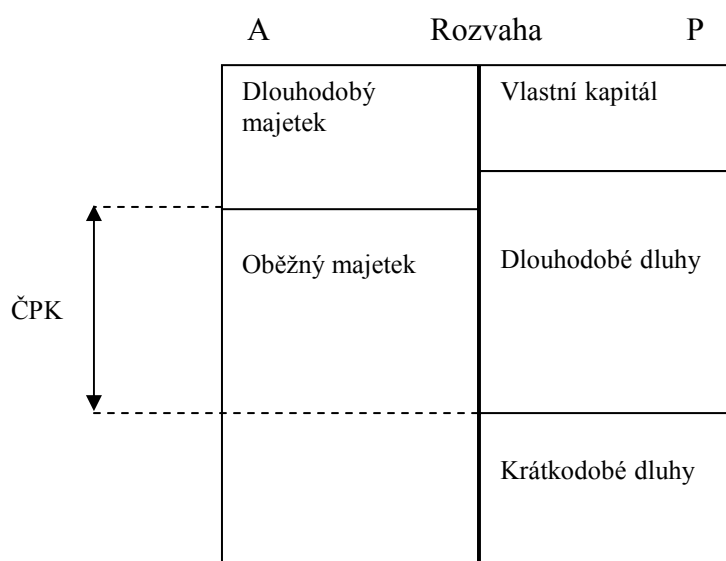 A Rozvaha P
Dlouhodobý
majetek
Vlastní kapitál
Oběžný majetek
Dlouhodobé dluhy
ČPK
Krátkodobé dluhy